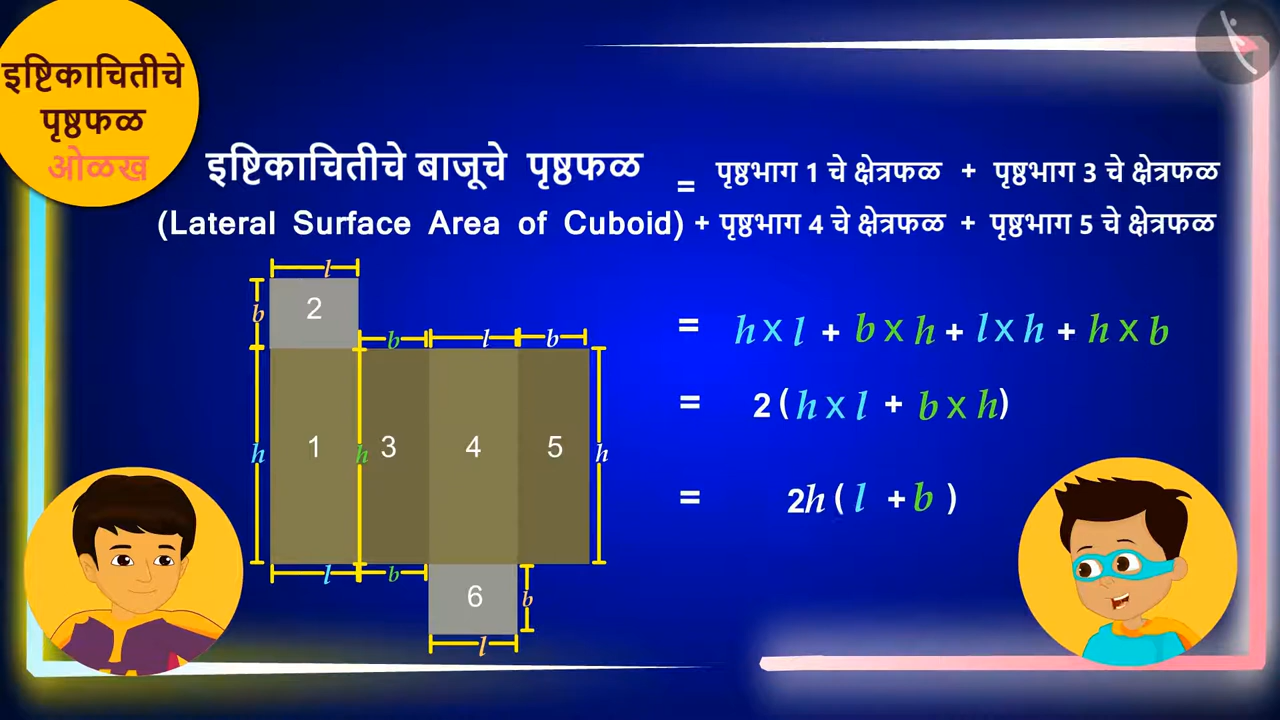 इष्टिकाचितीचे
पृष्ठफळ
ओळख
इष्टिकाचितीचे बाजूचे पृष्ठफळ = पृष्ठभाग 1 चे क्षेत्रफळ + पृष्ठभाग 3 चे क्षेत्रफळ
(Lateral Surface Area of Cuboid) + पृष्ठभाग 4 चे क्षेत्रफळ + पृष्ठभाग 5 चे क्षेत्रफळ
= h x l + b x h + l x h + h x b
= 2 ( h x l + b x h )
= 2h ( l + b )
l
b 2
b l b
h 1 h 3 4 5 h
l b
6 b
l